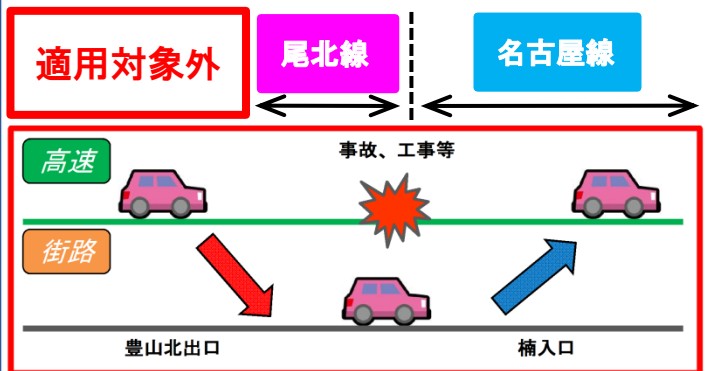 適用対象外
尾北線
名古屋線
高速
事故、工事等
街路
豊山北出口
楠入口